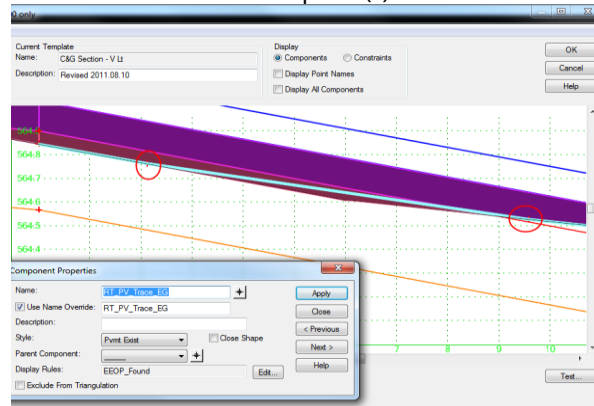 0 only
Current Template
Name: C&G Section - V Lt
Description: Revised 2011.08.10
Display
Components Constraints
Display Point Names
Display All Components
OK
Cancel
Help
564.8
564.7
564.6
564.5
564.4
7 8 9 10
Component Properties
Name: RT_PV_Trace_EG
Use Name Override: RT_PV_Trace_EG
Description:
Style: Pvmt Exist
Close Shape
Parent Component:
Display Rules: EEOP_Found
Edit...
Exclude From Triangulation
Apply
Close
< Previous
Next >
Help
Test...